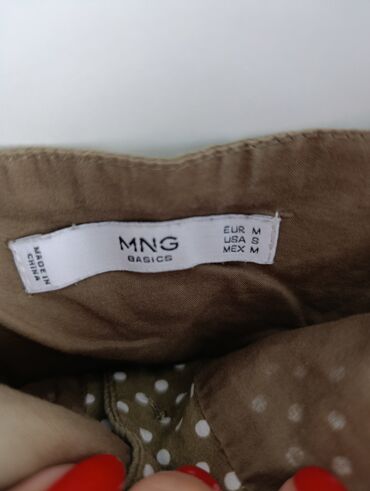 MNG
BASICS
EUR M
USA S
MEX M
MADE IN
CHINA